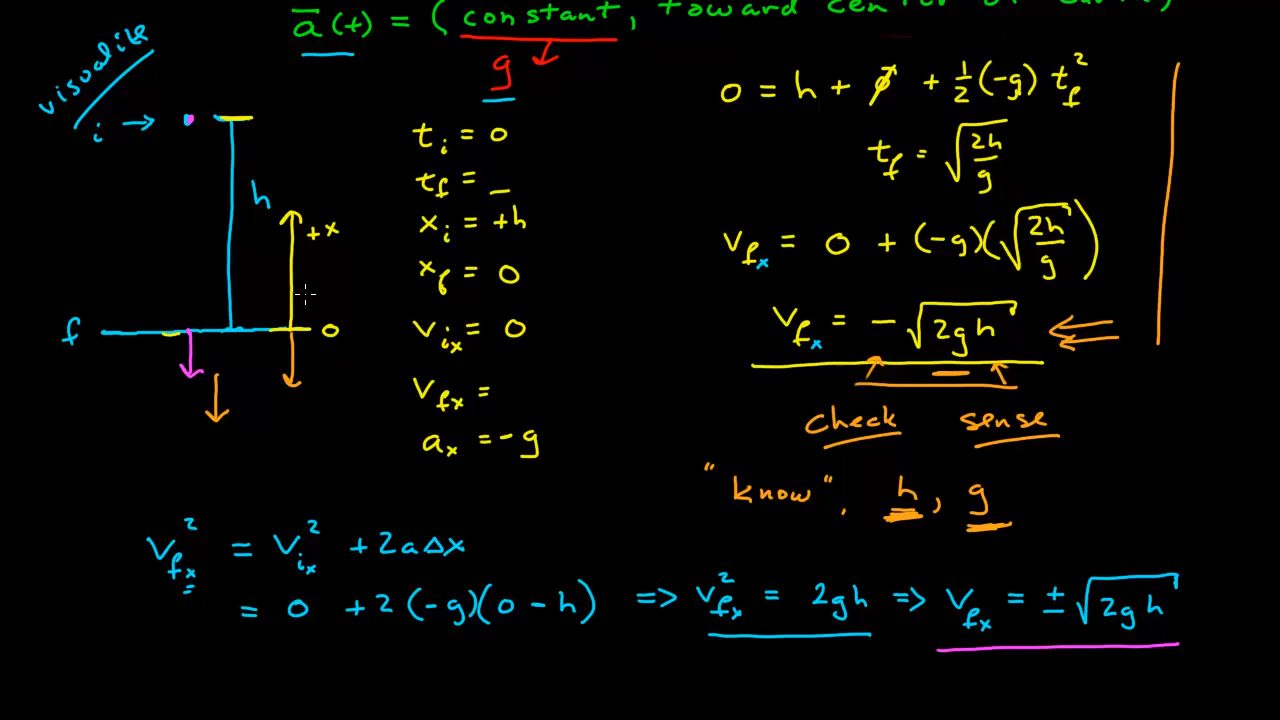 a(t) = (constant, toward center of
g
visualize
i →
h
+x
f
0
t_i = 0
t_f = _
x_i = +h
x_f = 0
v_ix = 0
v_fx =
a_x = -g
0 = h + 0 + 1/2 (-g) t_f^2
t_f = √(2h/g)
v_fx = 0 + (-g)(√(2h/g))
v_fx = - √(2gh)
check sense
"know", h, g
v_fx^2 = v_ix^2 + 2a∆x
= 0 + 2(-g)(0 - h) => v_fx^2 = 2gh => v_fx = ± √(2gh)